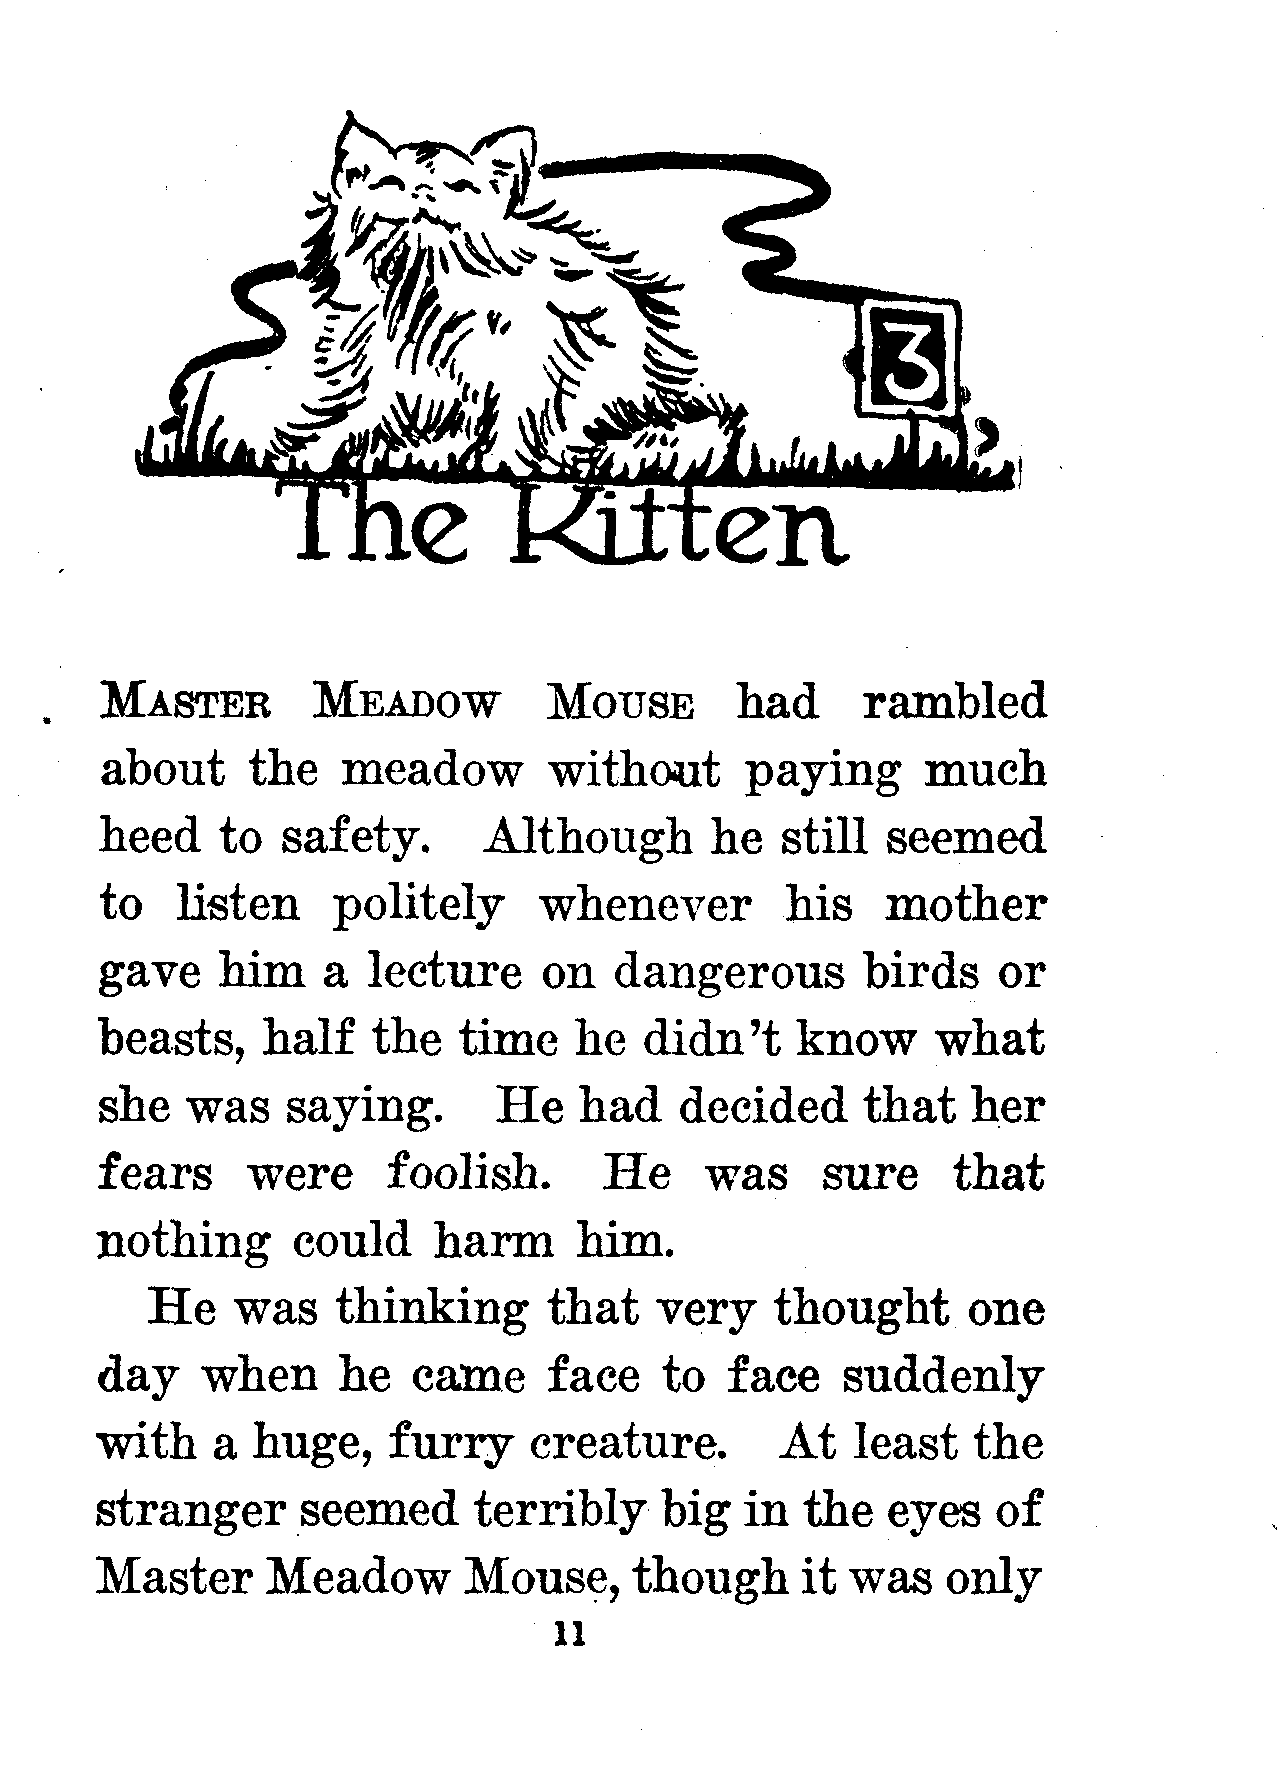 3
The Kitten
MASTER MEADOW MOUSE had rambled
about the meadow without paying much
heed to safety. Although he still seemed
to listen politely whenever his mother
gave him a lecture on dangerous birds or
beasts, half the time he didn't know what
she was saying. He had decided that her
fears were foolish. He was sure that
nothing could harm him.
He was thinking that very thought one
day when he came face to face suddenly
with a huge, furry creature. At least the
stranger seemed terribly big in the eyes of
Master Meadow Mouse, though it was only
11